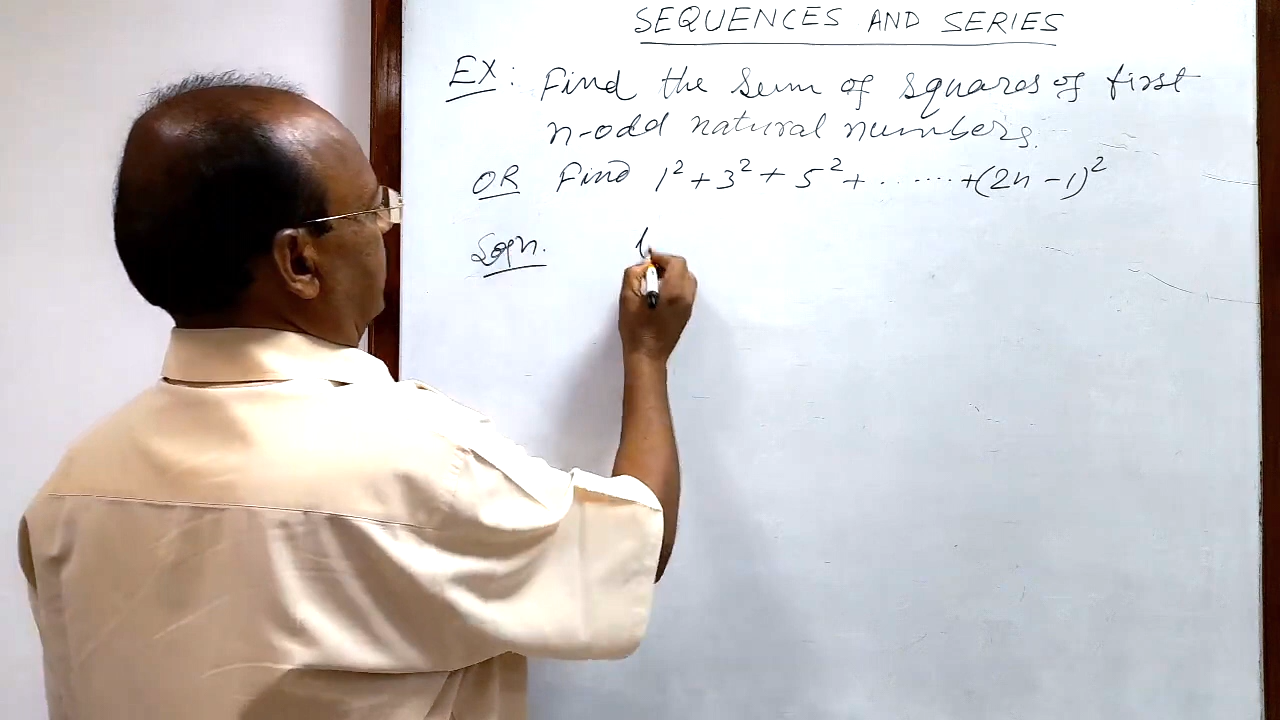 SEQUENCES AND SERIES
EX: Find the Sum of squares of first
n-odd natural numbers.
OR Find 1² + 3² + 5² + ....... + (2n - 1)²
Soln.